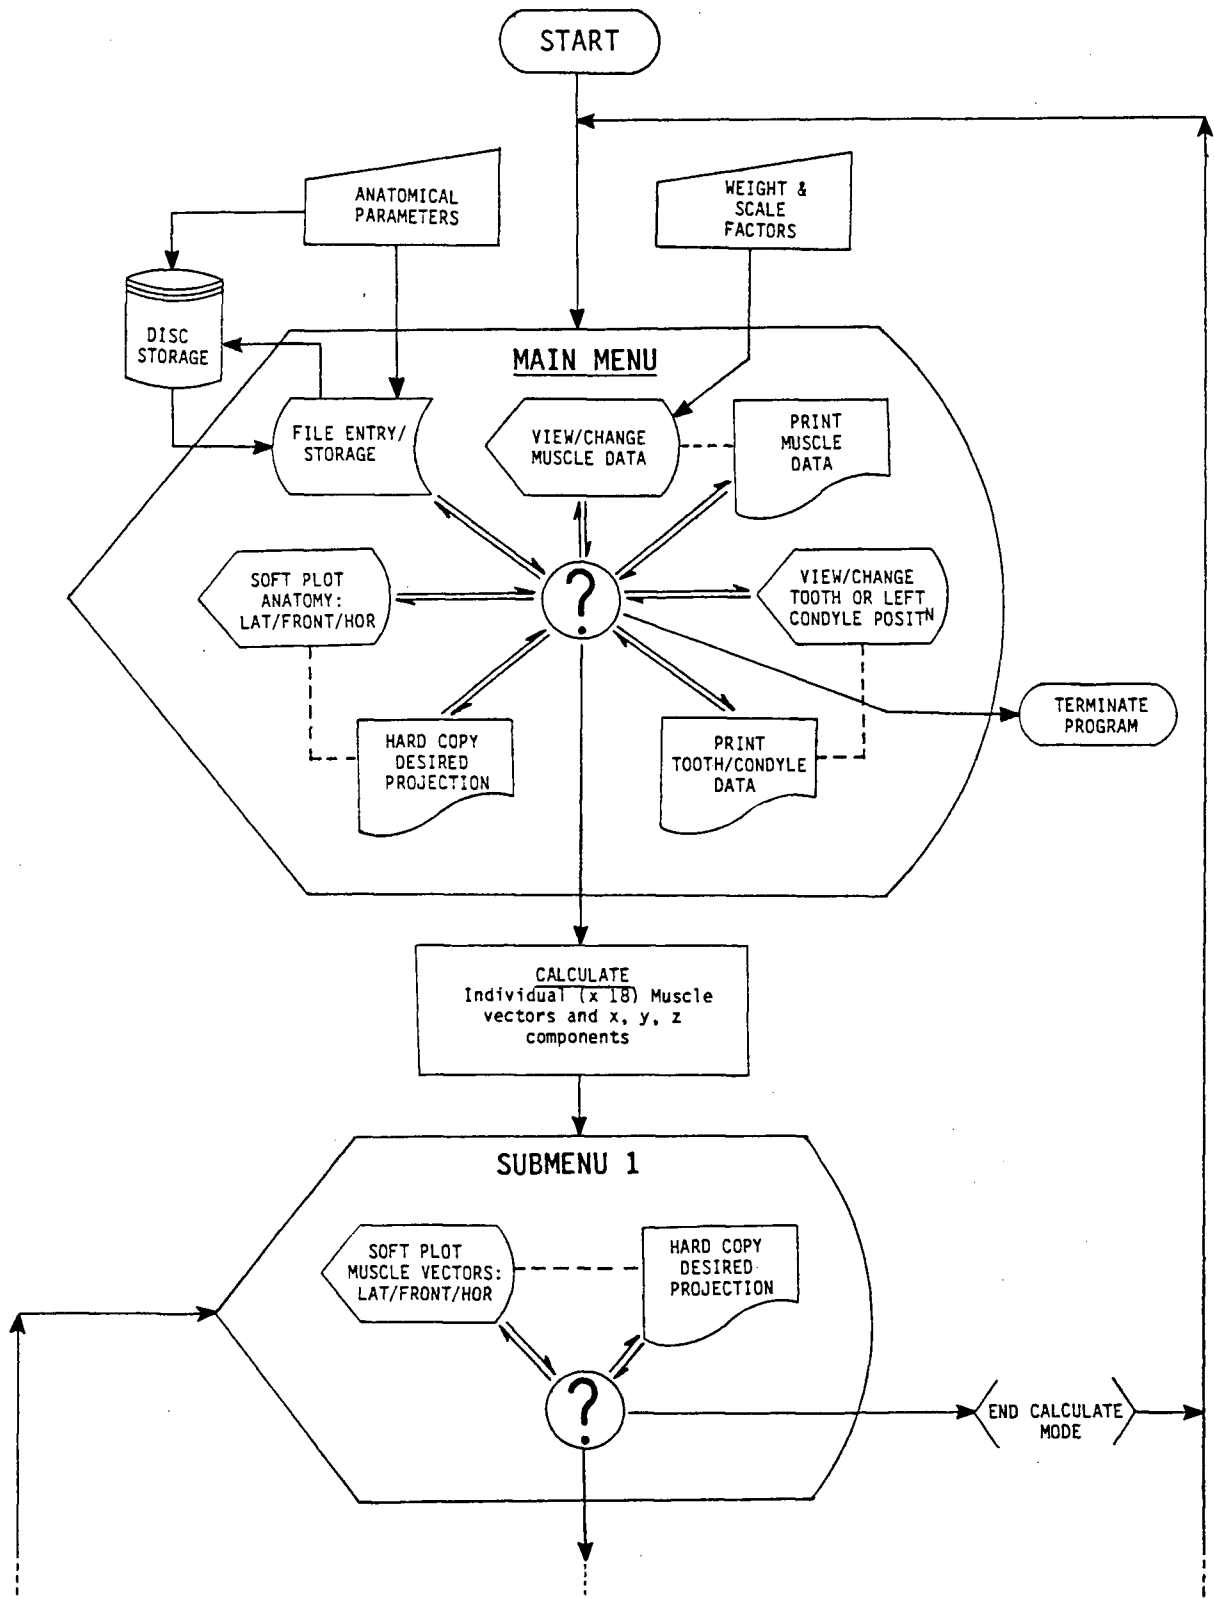 START
ANATOMICAL
PARAMETERS
WEIGHT &
SCALE
FACTORS
DISC
STORAGE
MAIN MENU
FILE ENTRY/
STORAGE
VIEW/CHANGE
MUSCLE DATA
PRINT
MUSCLE
DATA
SOFT PLOT
ANATOMY:
LAT/FRONT/HOR
?
VIEW/CHANGE
TOOTH OR LEFT
CONDYLE POSITN
HARD COPY
DESIRED
PROJECTION
PRINT
TOOTH/CONDYLE
DATA
TERMINATE
PROGRAM
CALCULATE
Individual (x 18) Muscle
vectors and x, y, z
components
SUBMENU 1
SOFT PLOT
MUSCLE VECTORS:
LAT/FRONT/HOR
HARD COPY
DESIRED
PROJECTION
?
END CALCULATE
MODE